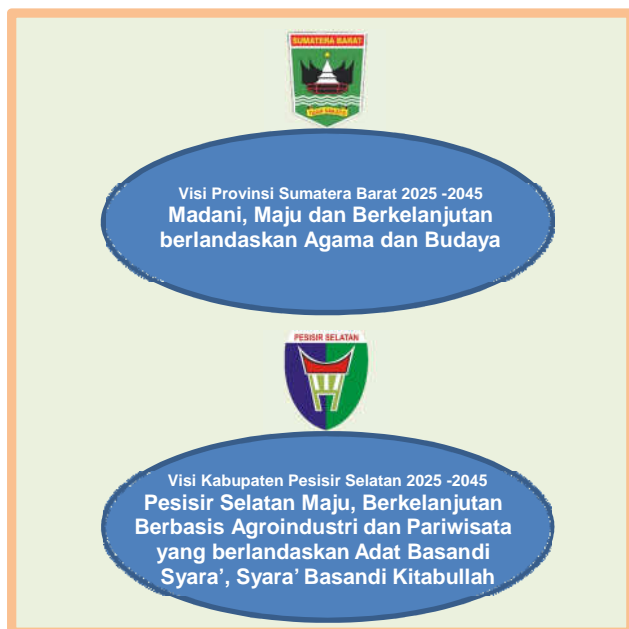 SUMATERA BARAT
TUAH SAKATO
Visi Provinsi Sumatera Barat 2025 -2045
Madani, Maju dan Berkelanjutan
berlandaskan Agama dan Budaya
PESISIR SELATAN
Visi Kabupaten Pesisir Selatan 2025 -2045
Pesisir Selatan Maju, Berkelanjutan
Berbasis Agroindustri dan Pariwisata
yang berlandaskan Adat Basandi
Syara’, Syara’ Basandi Kitabullah